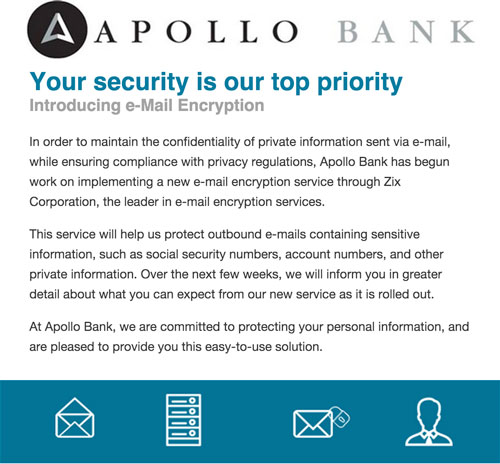 APOLLO BANK
Your security is our top priority
Introducing e-Mail Encryption
In order to maintain the confidentiality of private information sent via e-mail,
while ensuring compliance with privacy regulations, Apollo Bank has begun
work on implementing a new e-mail encryption service through Zix
Corporation, the leader in e-mail encryption services.
This service will help us protect outbound e-mails containing sensitive
information, such as social security numbers, account numbers, and other
private information. Over the next few weeks, we will inform you in greater
detail about what you can expect from our new service as it is rolled out.
At Apollo Bank, we are committed to protecting your personal information, and
are pleased to provide you this easy-to-use solution.